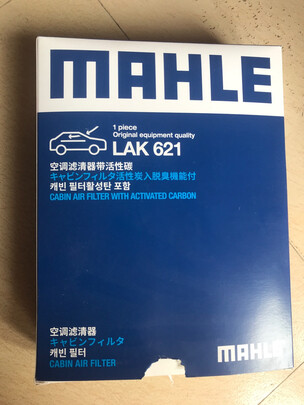 MAHLE
1 piece
Original equipment quality
LAK 621
空调滤清器带活性碳
キャビンフィルタ活性炭入脱臭機能付
캐빈 필터활성탄 포함
CABIN AIR FILTER WITH ACTIVATED CARBON
空调滤清器
キャビンフィルタ
캐빈 필터
CABIN AIR FILTER
MAHLE